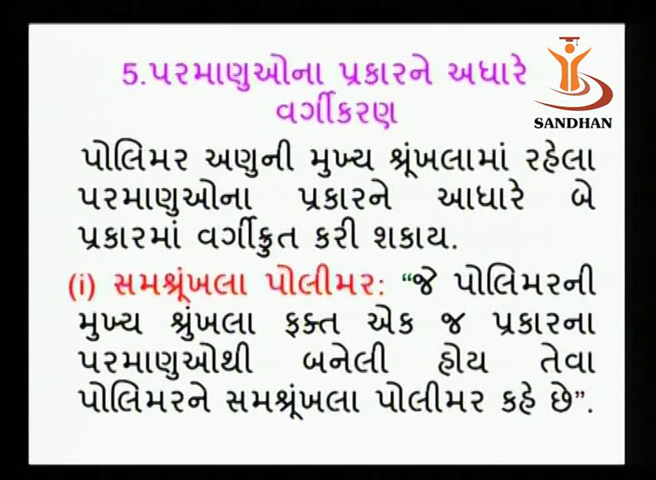 5.પરમાણુઓના પ્રકારને અધારે
વર્ગીકરણ
SANDHAN
પોલિમર અણુની મુખ્ય શ્રૂંખલામાં રહેલા
પરમાણુઓના પ્રકારને આધારે બે
પ્રકારમાં વર્ગીક્રુત કરી શકાય.
(i) સમશ્રૂંખલા પોલીમર: “જે પોલિમરની
મુખ્ય શ્રુંખલા ફક્ત એક જ પ્રકારના
પરમાણુઓથી બનેલી હોય તેવા
પોલિમરને સમશ્રૂંખલા પોલીમર કહે છે”.